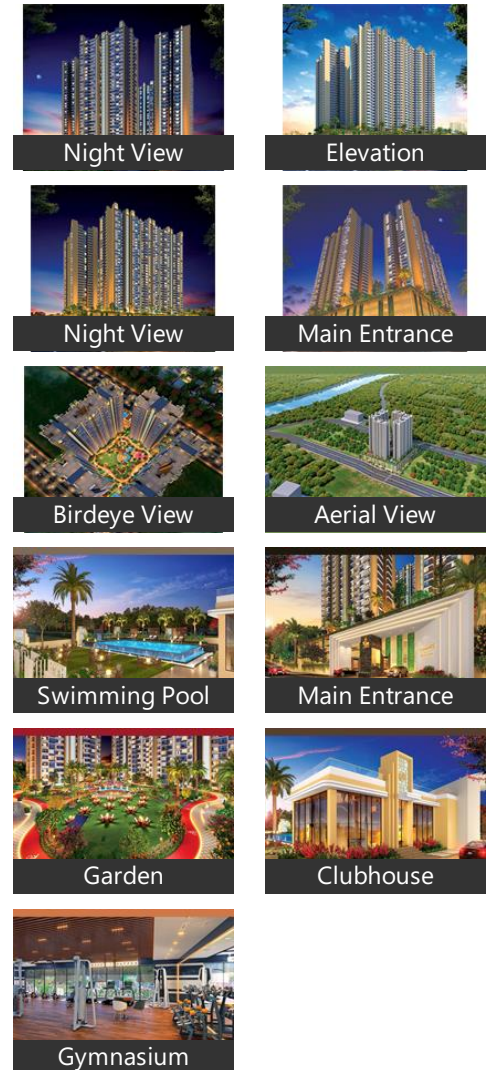 Night View
Elevation
Night View
Main Entrance
Birdeye View
Aerial View
Swimming Pool
Main Entrance
Garden
Clubhouse
Gymnasium